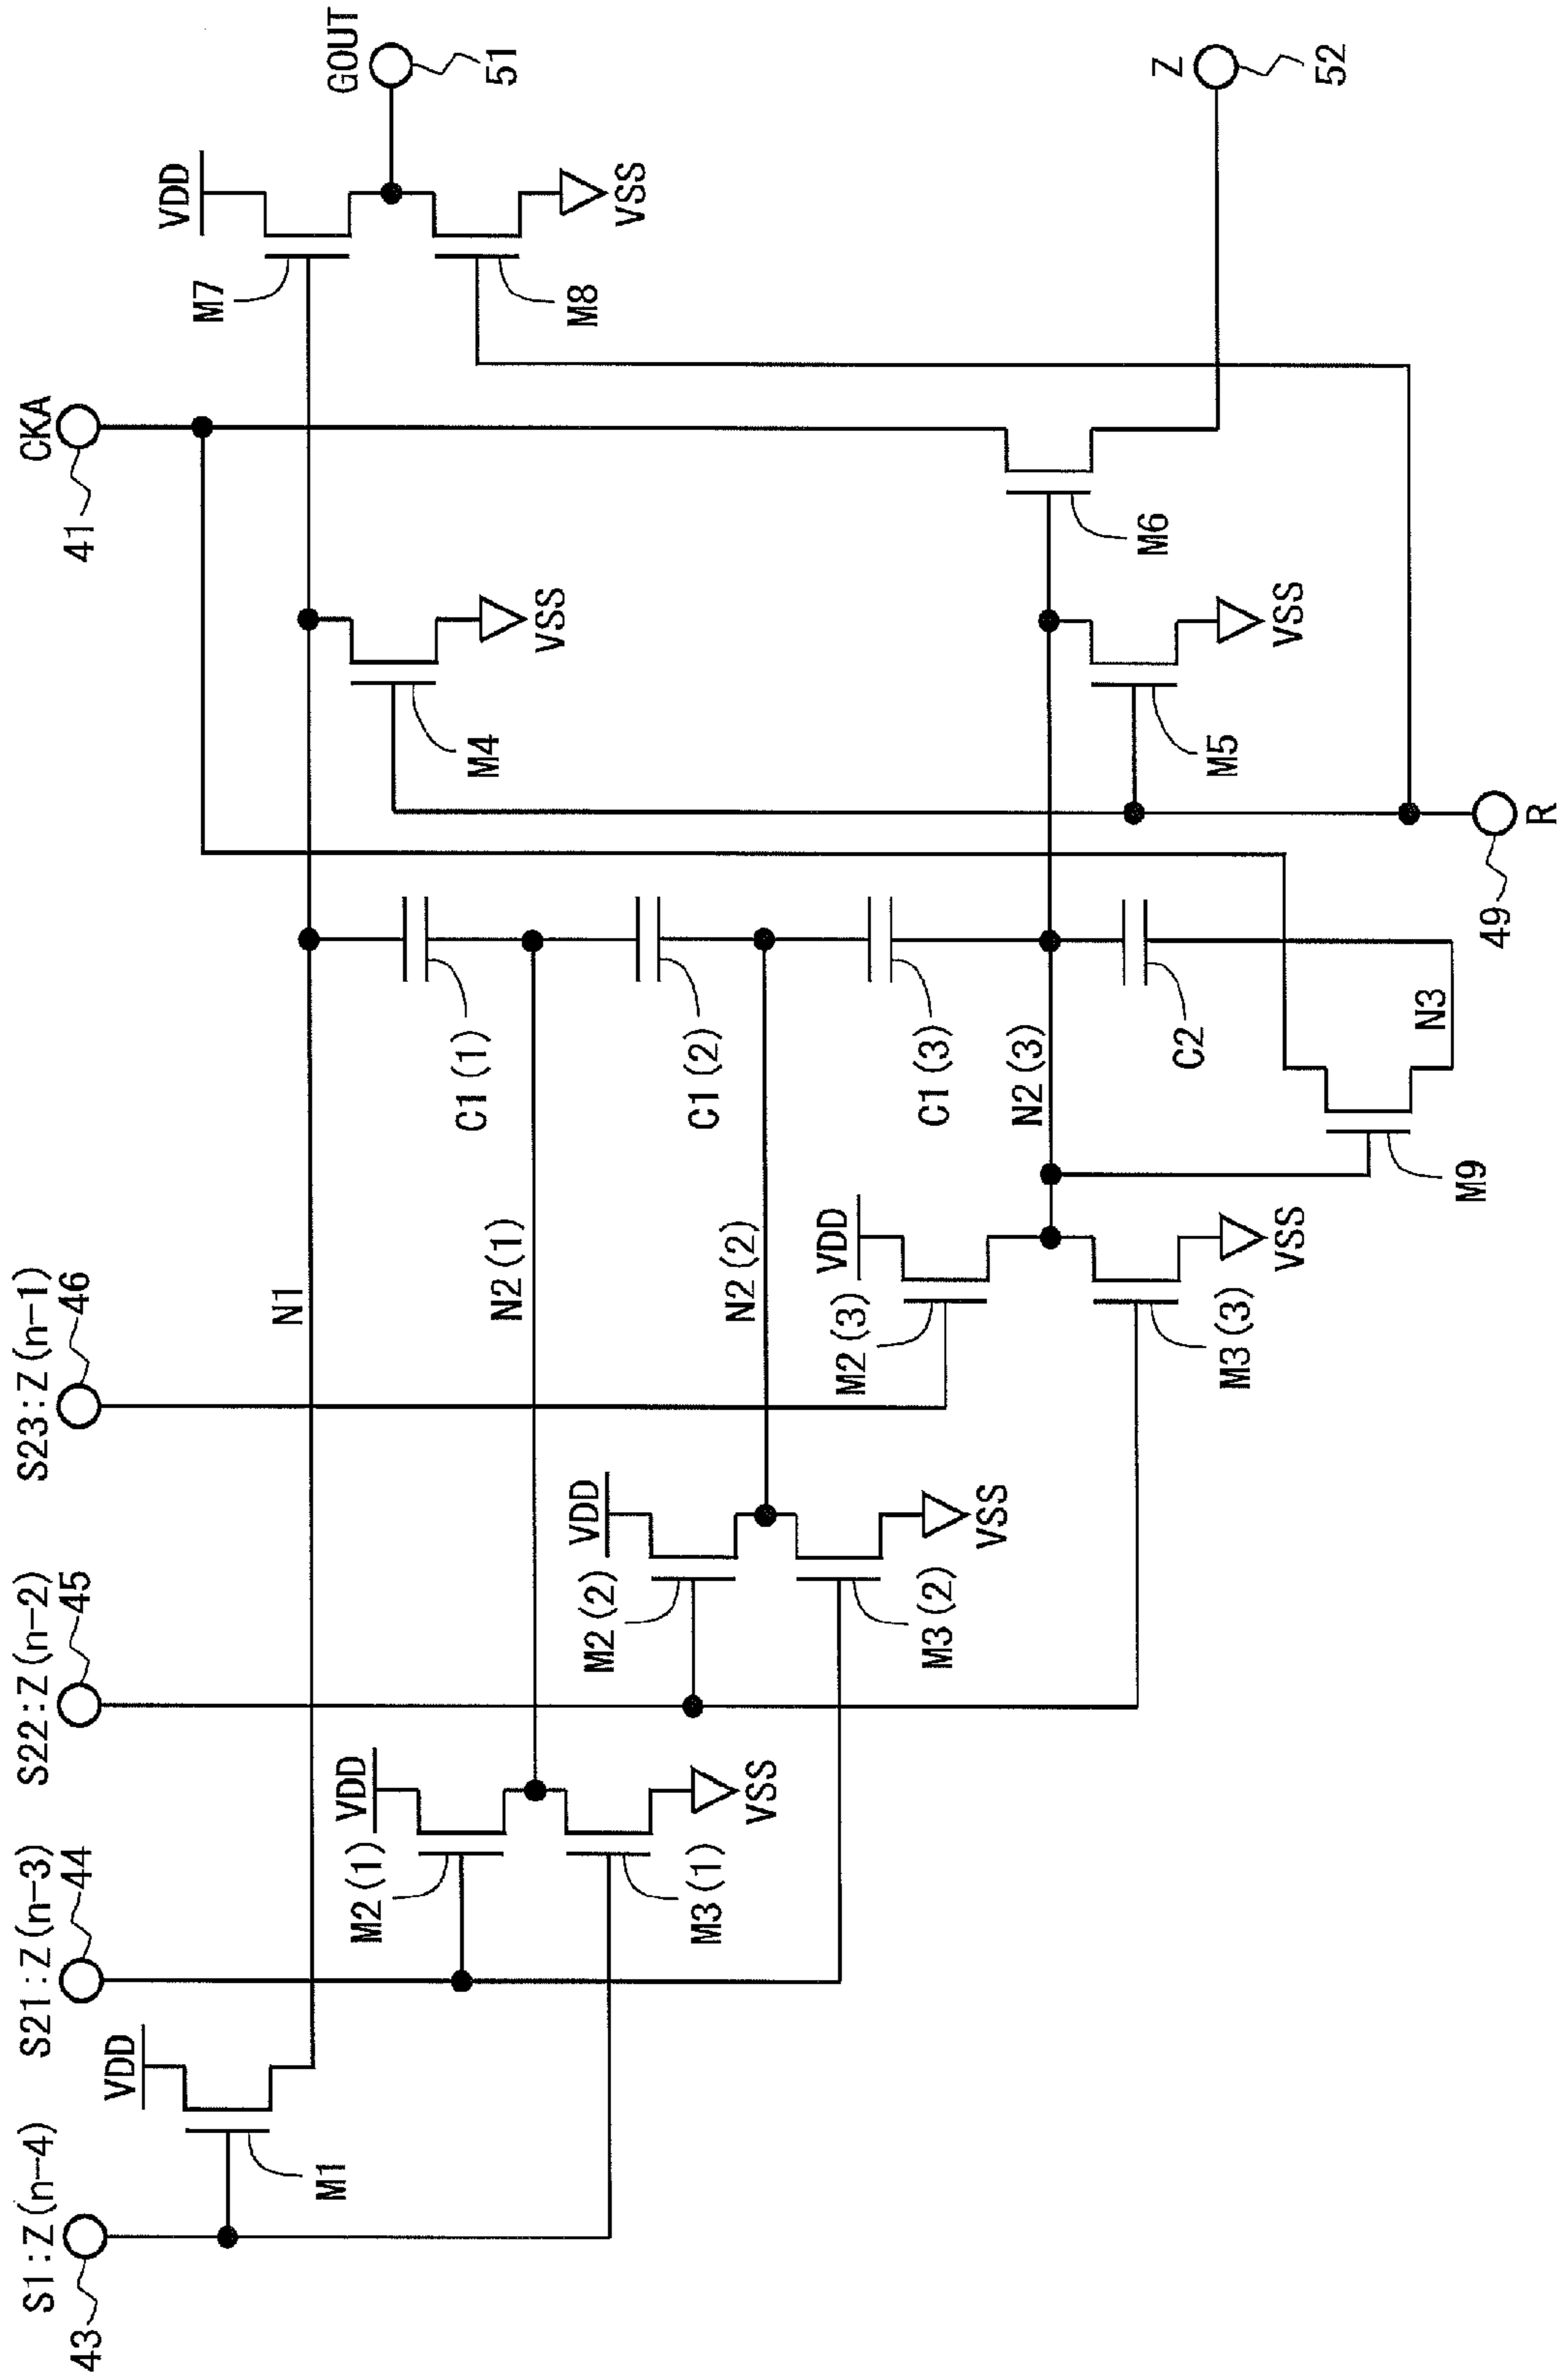 S1:Z(n-4)
43
S21:Z(n-3)
44
S22:Z(n-2)
45
S23:Z(n-1)
46
CKA
41
VDD
M1
N1
VDD
M2(1)
M3(1)
VSS
N2(1)
VDD
M2(2)
M3(2)
VSS
N2(2)
VDD
M2(3)
M3(3)
VSS
N2(3)
C1(1)
C1(2)
C1(3)
C2
N3
M9
M4
VSS
M5
VSS
M6
R
49
VDD
M7
M8
VSS
GOUT
51
Z
52